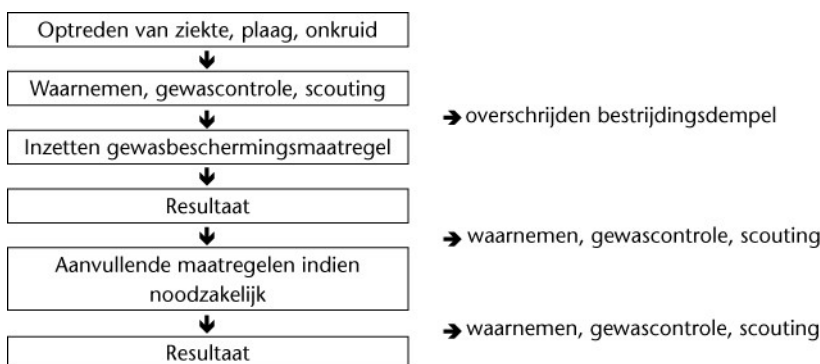 Optreden van ziekte, plaag, onkruid
Waarnemen, gewascontrole, scouting
overschrijden bestrijdingsdempel
Inzetten gewasbeschermingsmaatregel
Resultaat
waarnemen, gewascontrole, scouting
Aanvullende maatregelen indien
noodzakelijk
waarnemen, gewascontrole, scouting
Resultaat